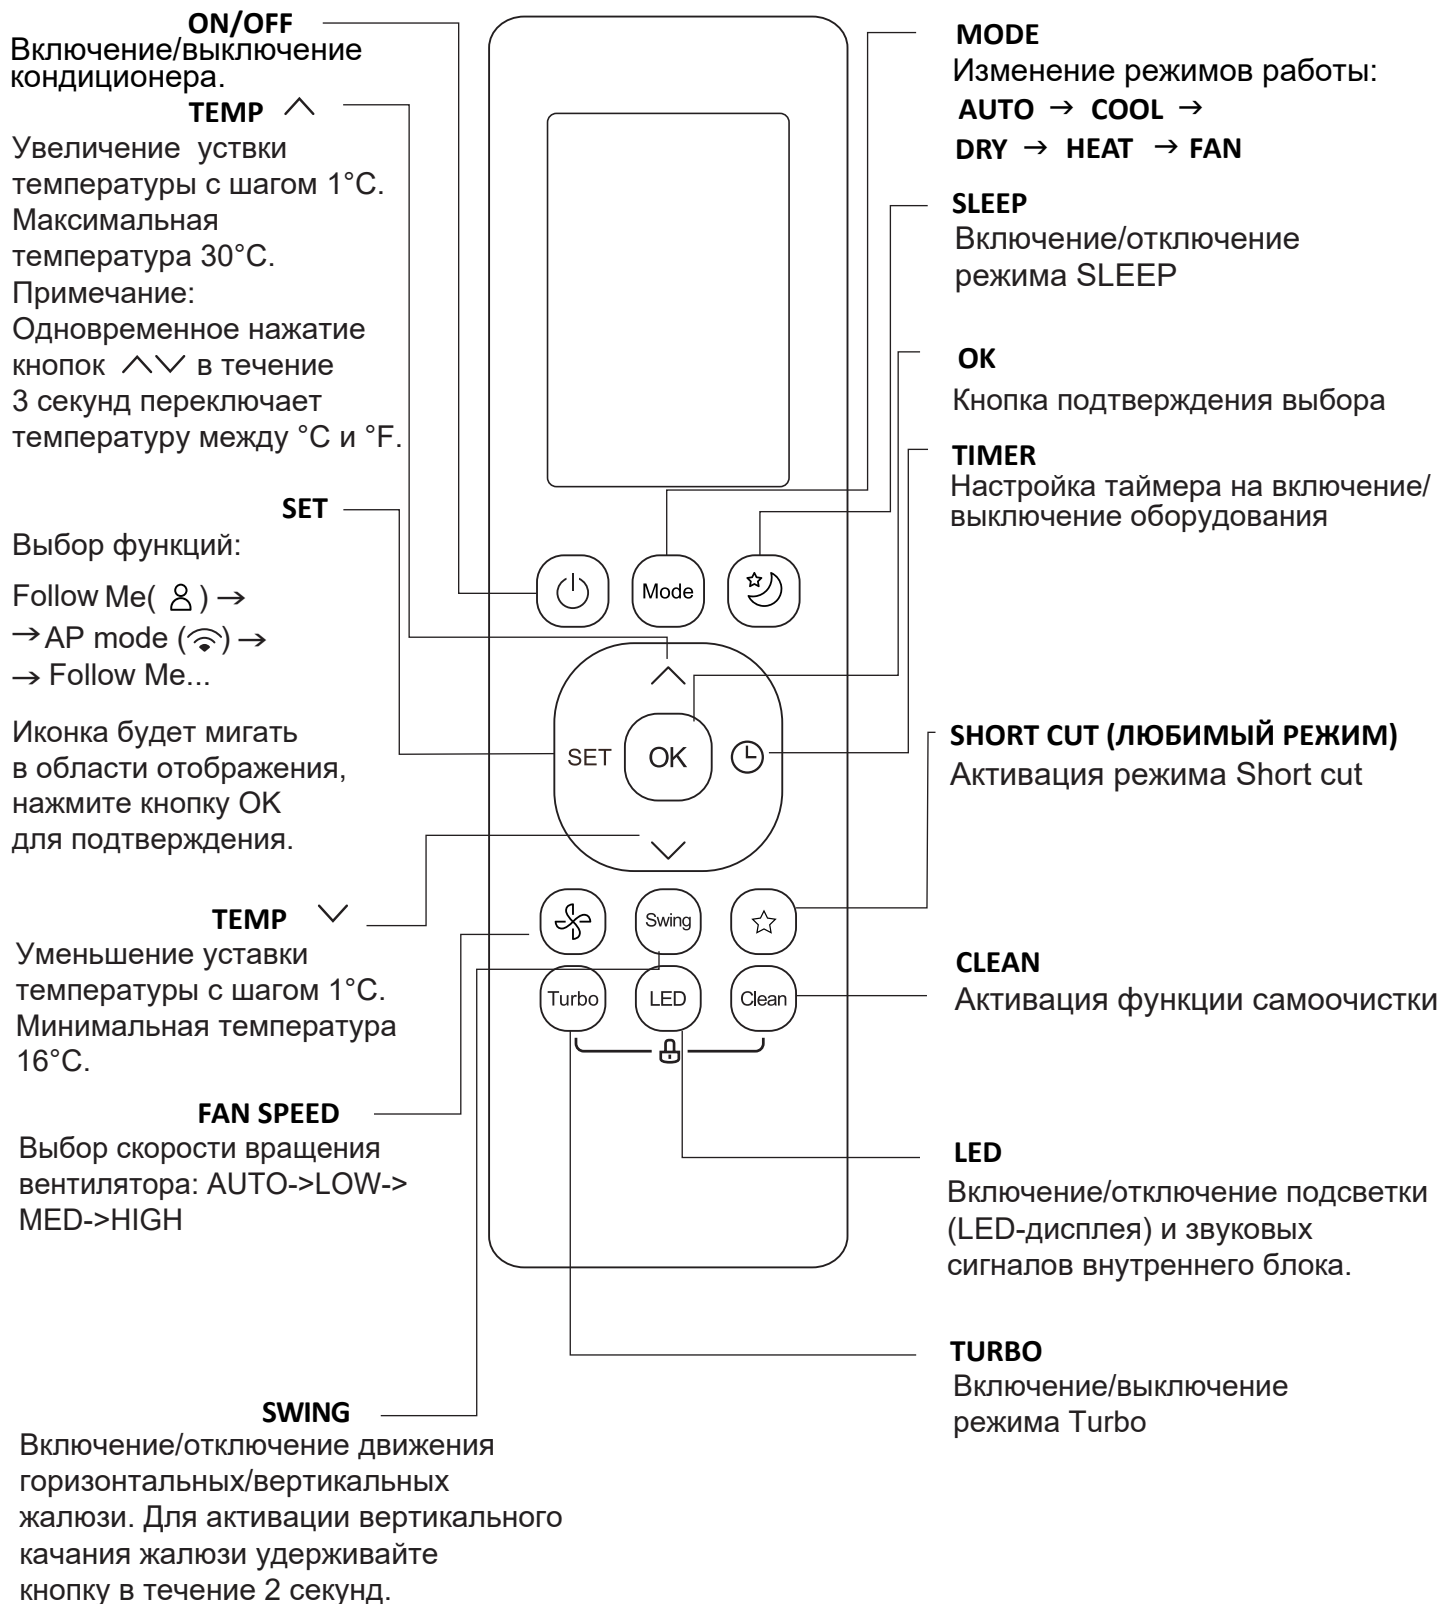 ON/OFF
Включение/выключение
кондиционера.
TEMP
Увеличение уствки
температуры с шагом 1°C.
Максимальная
температура 30°C.
Примечание:
Одновременное нажатие
кнопок в течение
3 секунд переключает
температуру между °C и °F.
SET
Выбор функций:
Follow Me( ) →
→ AP mode ( ) →
→ Follow Me...
Иконка будет мигать
в области отображения,
нажмите кнопку OK
для подтверждения.
TEMP
Уменьшение уставки
температуры с шагом 1°C.
Минимальная температура
16°C.
FAN SPEED
Выбор скорости вращения
вентилятора: AUTO->LOW->
MED->HIGH
SWING
Включение/отключение движения
горизонтальных/вертикальных
жалюзи. Для активации вертикального
качания жалюзи удерживайте
кнопку в течение 2 секунд.
Mode
SET OK
Swing
Turbo LED Clean
MODE
Изменение режимов работы:
AUTO → COOL →
DRY → HEAT → FAN
SLEEP
Включение/отключение
режима SLEEP
OK
Кнопка подтверждения выбора
TIMER
Настройка таймера на включение/
выключение оборудования
SHORT CUT (ЛЮБИМЫЙ РЕЖИМ)
Активация режима Short cut
CLEAN
Активация функции самоочистки
LED
Включение/отключение подсветки
(LED-дисплея) и звуковых
сигналов внутреннего блока.
TURBO
Включение/выключение
режима Turbo